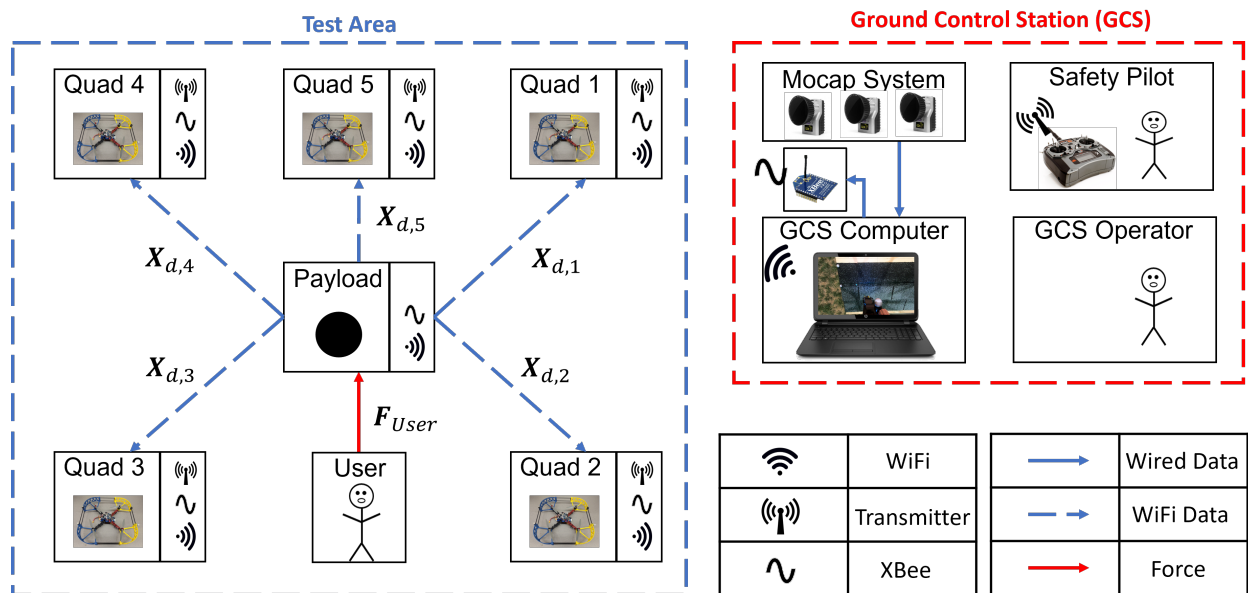 Test Area
Quad 4
Quad 5
Quad 1
X_{d,5}
X_{d,4}
X_{d,1}
Payload
X_{d,3}
X_{d,2}
F_{User}
Quad 3
User
Quad 2
Ground Control Station (GCS)
Mocap System
Safety Pilot
GCS Computer
GCS Operator
WiFi
Transmitter
XBee
Wired Data
WiFi Data
Force